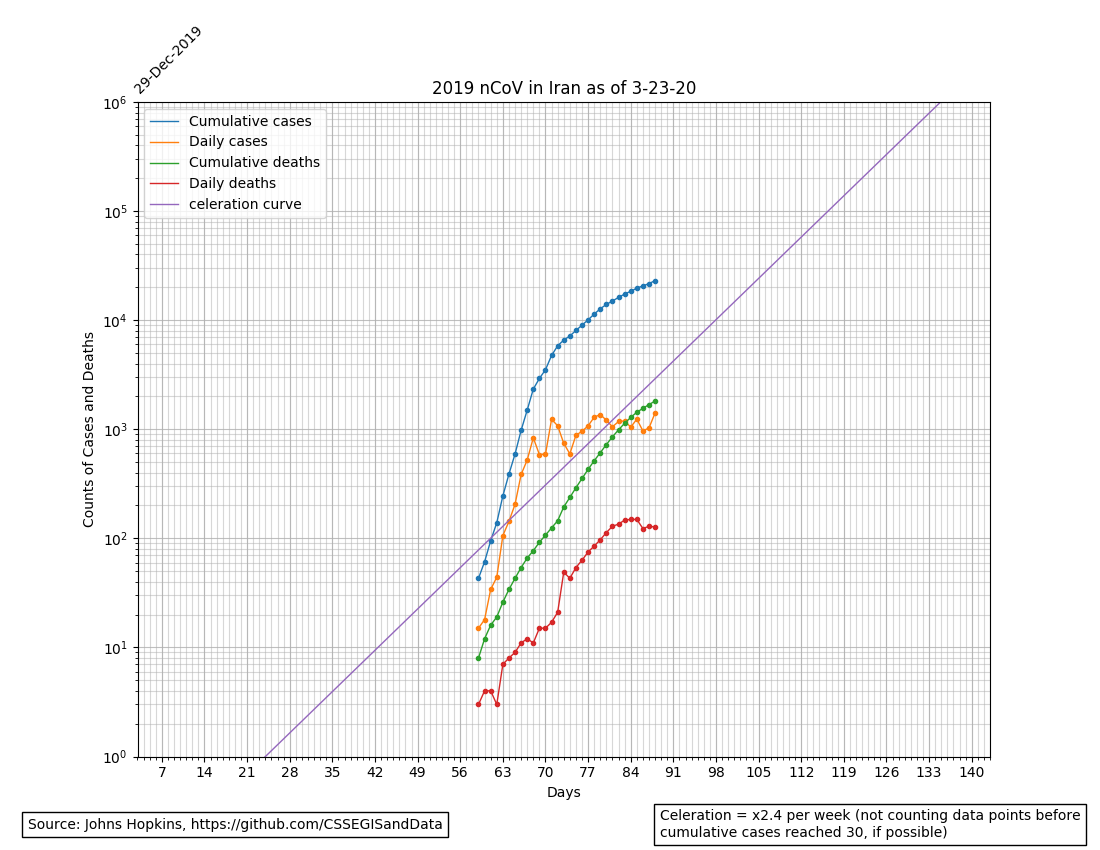 29-Dec-2019
2019 nCoV in Iran as of 3-23-20
Cumulative cases
Daily cases
Cumulative deaths
Daily deaths
celeration curve
10⁶
10⁵
10⁴
10³
10²
10¹
10⁰
Counts of Cases and Deaths
7 14 21 28 35 42 49 56 63 70 77 84 91 98 105 112 119 126 133 140
Days
Source: Johns Hopkins, https://github.com/CSSEGISandData
Celeration = x2.4 per week (not counting data points before
cumulative cases reached 30, if possible)